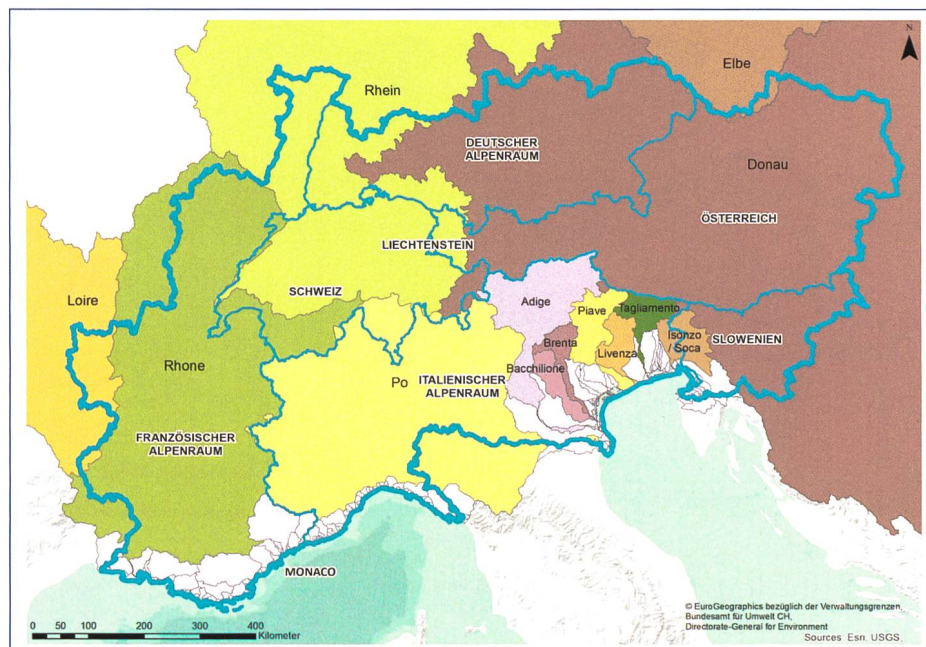 N
Elbe
Rhein
DEUTSCHER
ALPENRAUM
Donau
ÖSTERREICH
LIECHTENSTEIN
SCHWEIZ
Loire
Adige
Piave
Tagliamento
Rhone
Brenta
Livenza
Isonzo
/ Soca
SLOWENIEN
Bacchilione
Po
ITALIENISCHER
ALPENRAUM
FRANZÖSISCHER
ALPENRAUM
MONACO
© EuroGeographics bezüglich der Verwaltungsgrenzen,
Bundesamt für Umwelt CH,
Directorate-General for Environment
Sources: Esri, USGS,
0 50 100 200 300 400
Kilometer